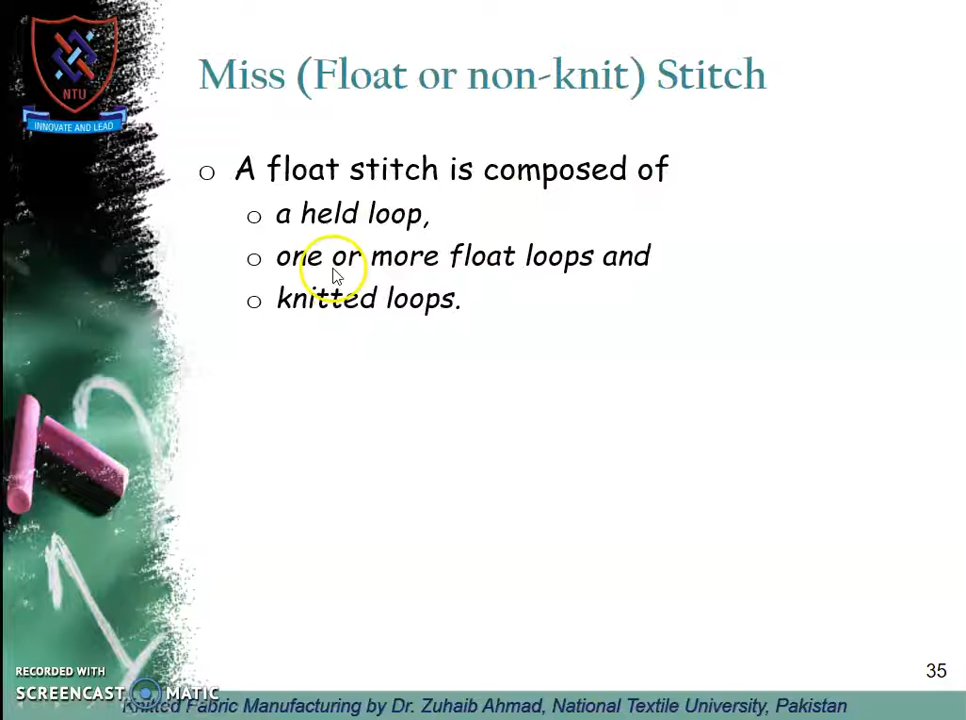 NTU
INNOVATE AND LEAD
Miss (Float or non-knit) Stitch
A float stitch is composed of
a held loop,
one or more float loops and
knitted loops.
35
RECORDED WITH
SCREENCAST MATIC
Knitted Fabric Manufacturing by Dr. Zuhaib Ahmad, National Textile University, Pakistan